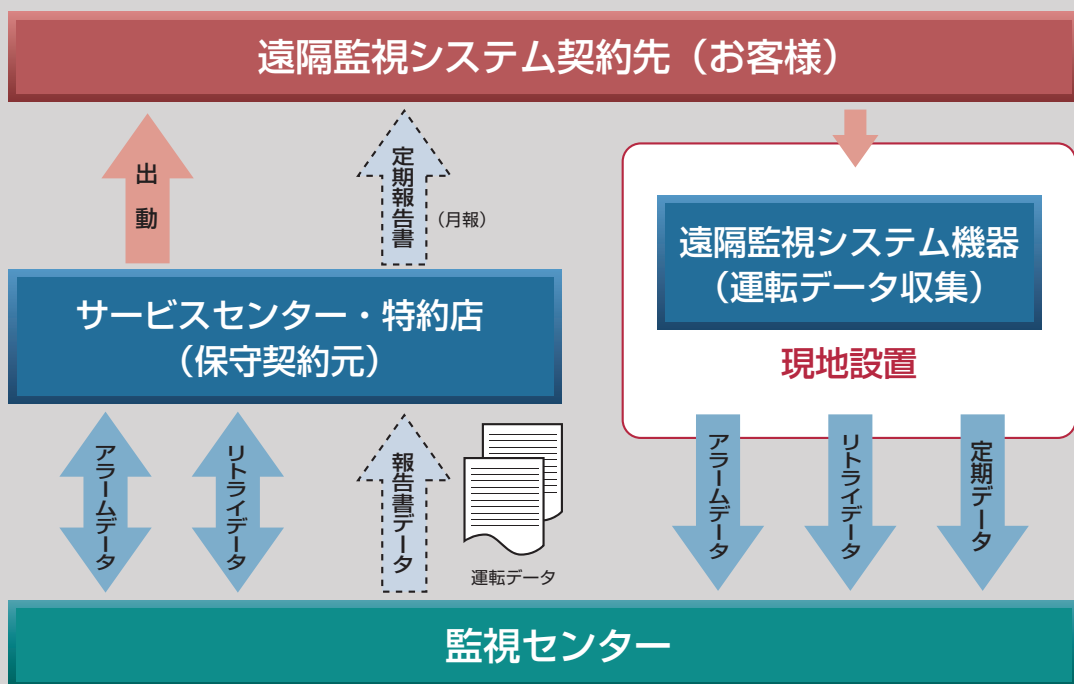 遠隔監視システム契約先（お客様）
出動
定期報告書
（月報）
遠隔監視システム機器
（運転データ収集）
現地設置
サービスセンター・特約店
（保守契約元）
アラームデータ
リトライデータ
報告書データ
運転データ
アラームデータ
リトライデータ
定期データ
監視センター